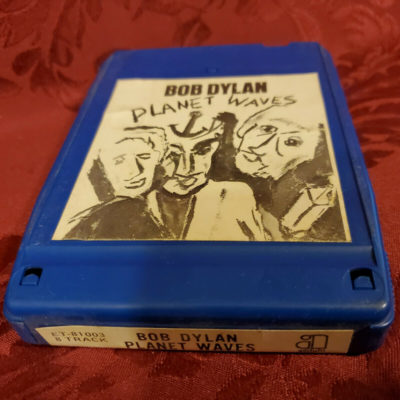 BOB DYLAN
PLANET WAVES
ET-81003
8 TRACK
BOB DYLAN
PLANET WAVES